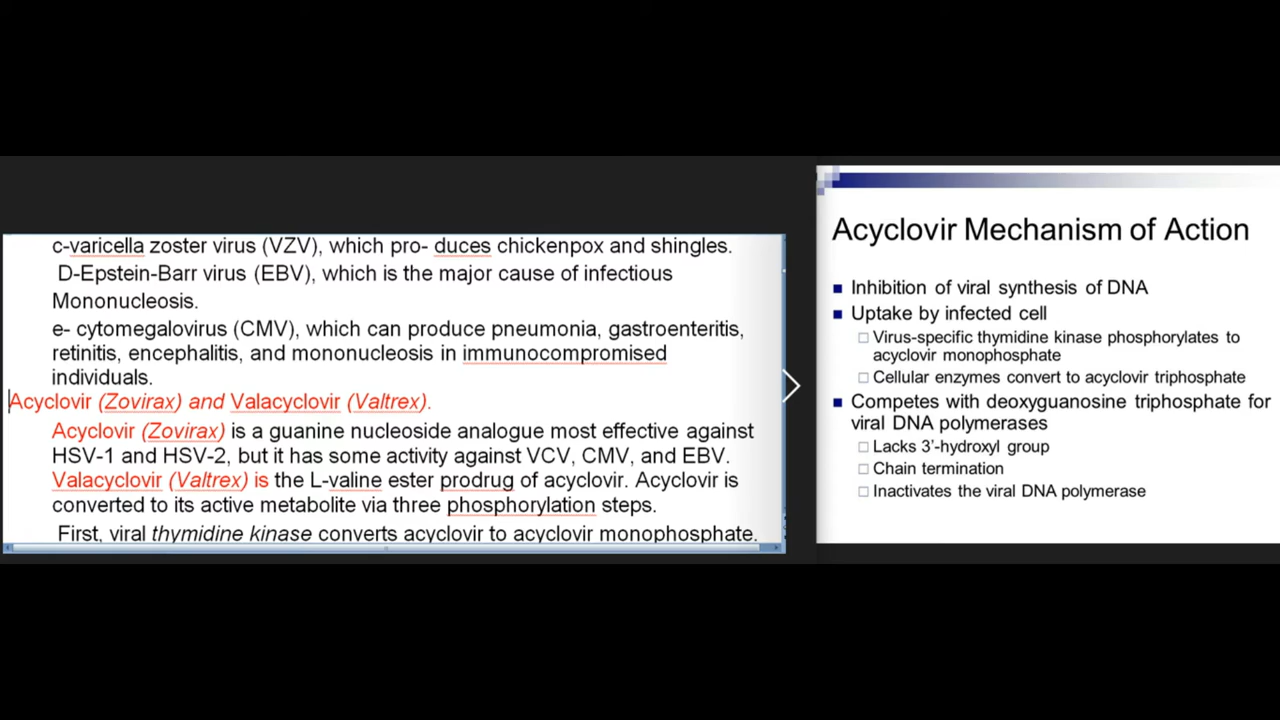 c-varicella zoster virus (VZV), which pro- duces chickenpox and shingles.
D-Epstein-Barr virus (EBV), which is the major cause of infectious
Mononucleosis.
e- cytomegalovirus (CMV), which can produce pneumonia, gastroenteritis,
retinitis, encephalitis, and mononucleosis in immunocompromised
individuals.
Acyclovir (Zovirax) and Valacyclovir (Valtrex).
Acyclovir (Zovirax) is a guanine nucleoside analogue most effective against
HSV-1 and HSV-2, but it has some activity against VCV, CMV, and EBV.
Valacyclovir (Valtrex) is the L-valine ester prodrug of acyclovir. Acyclovir is
converted to its active metabolite via three phosphorylation steps.
First, viral thymidine kinase converts acyclovir to acyclovir monophosphate.
Acyclovir Mechanism of Action
Inhibition of viral synthesis of DNA
Uptake by infected cell
Virus-specific thymidine kinase phosphorylates to
acyclovir monophosphate
Cellular enzymes convert to acyclovir triphosphate
Competes with deoxyguanosine triphosphate for
viral DNA polymerases
Lacks 3'-hydroxyl group
Chain termination
Inactivates the viral DNA polymerase